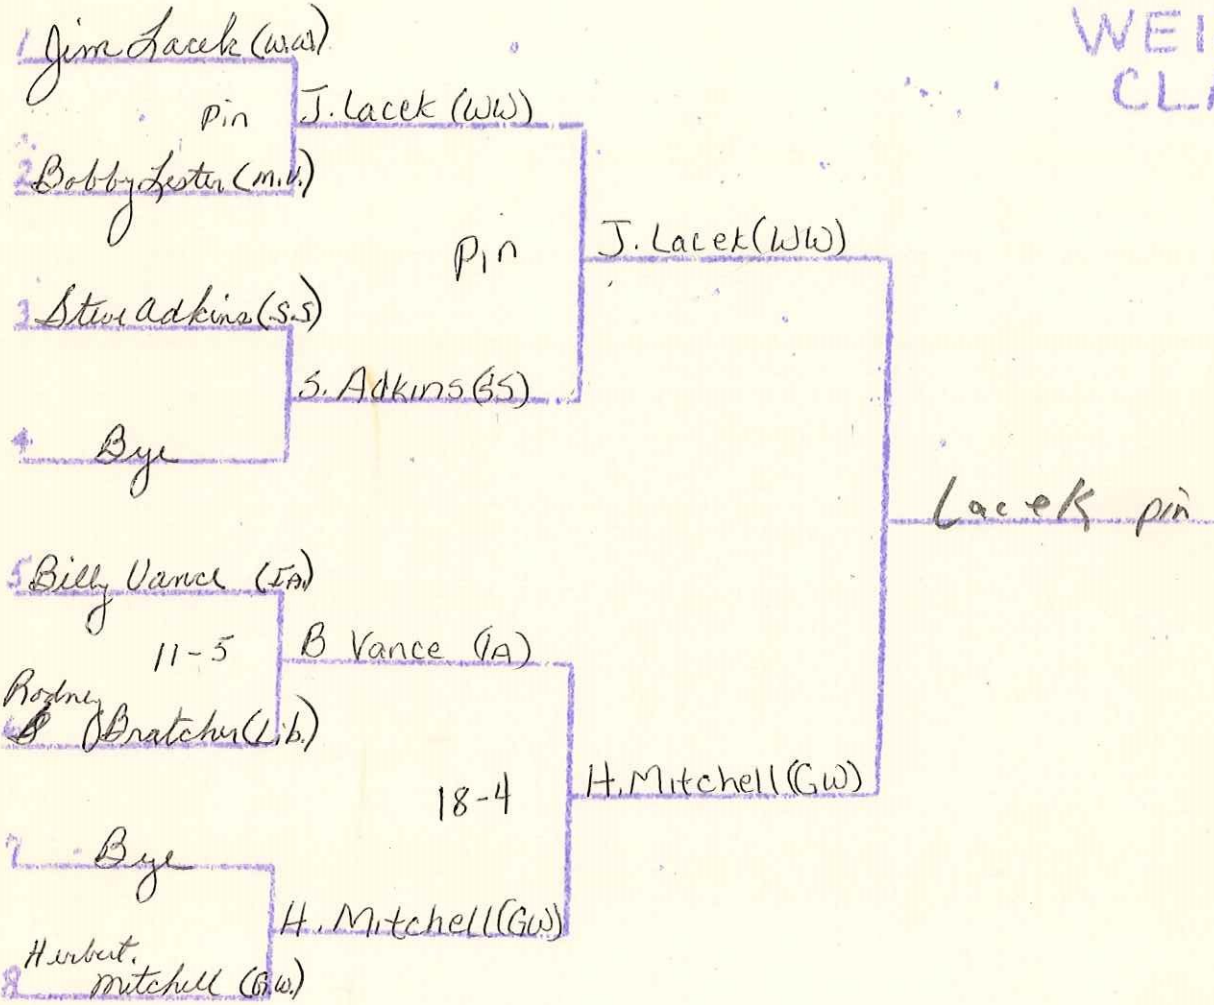 WEI
CLA
1 Jim Lacek (W.W.)
pin
J. Lacek (WW)
2 Bobby Lester (M.V.)
pin
J. Lacek (WW)
3 Steve Adkins (S.S)
S. Adkins (SS)
4 Bye
Lacek pin
5 Billy Vance (IA)
11-5
B Vance (IA)
Rodney
Bratcher (Lib.)
18-4
H. Mitchell (GW)
7 Bye
H. Mitchell (GW)
Herbert
8 Mitchell (G.W.)